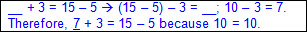 __ + 3 = 15 – 5 → (15 – 5) – 3 = __; 10 – 3 = 7.
Therefore, 7 + 3 = 15 – 5 because 10 = 10.